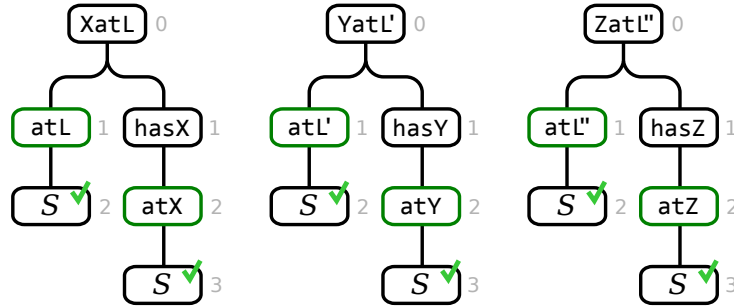 XatL 0 YatL' 0 ZatL" 0
atL 1 hasX 1 atL' 1 hasY 1 atL" 1 hasZ 1
S 2 atX 2 S 2 atY 2 S 2 atZ 2
S 3 S 3 S 3